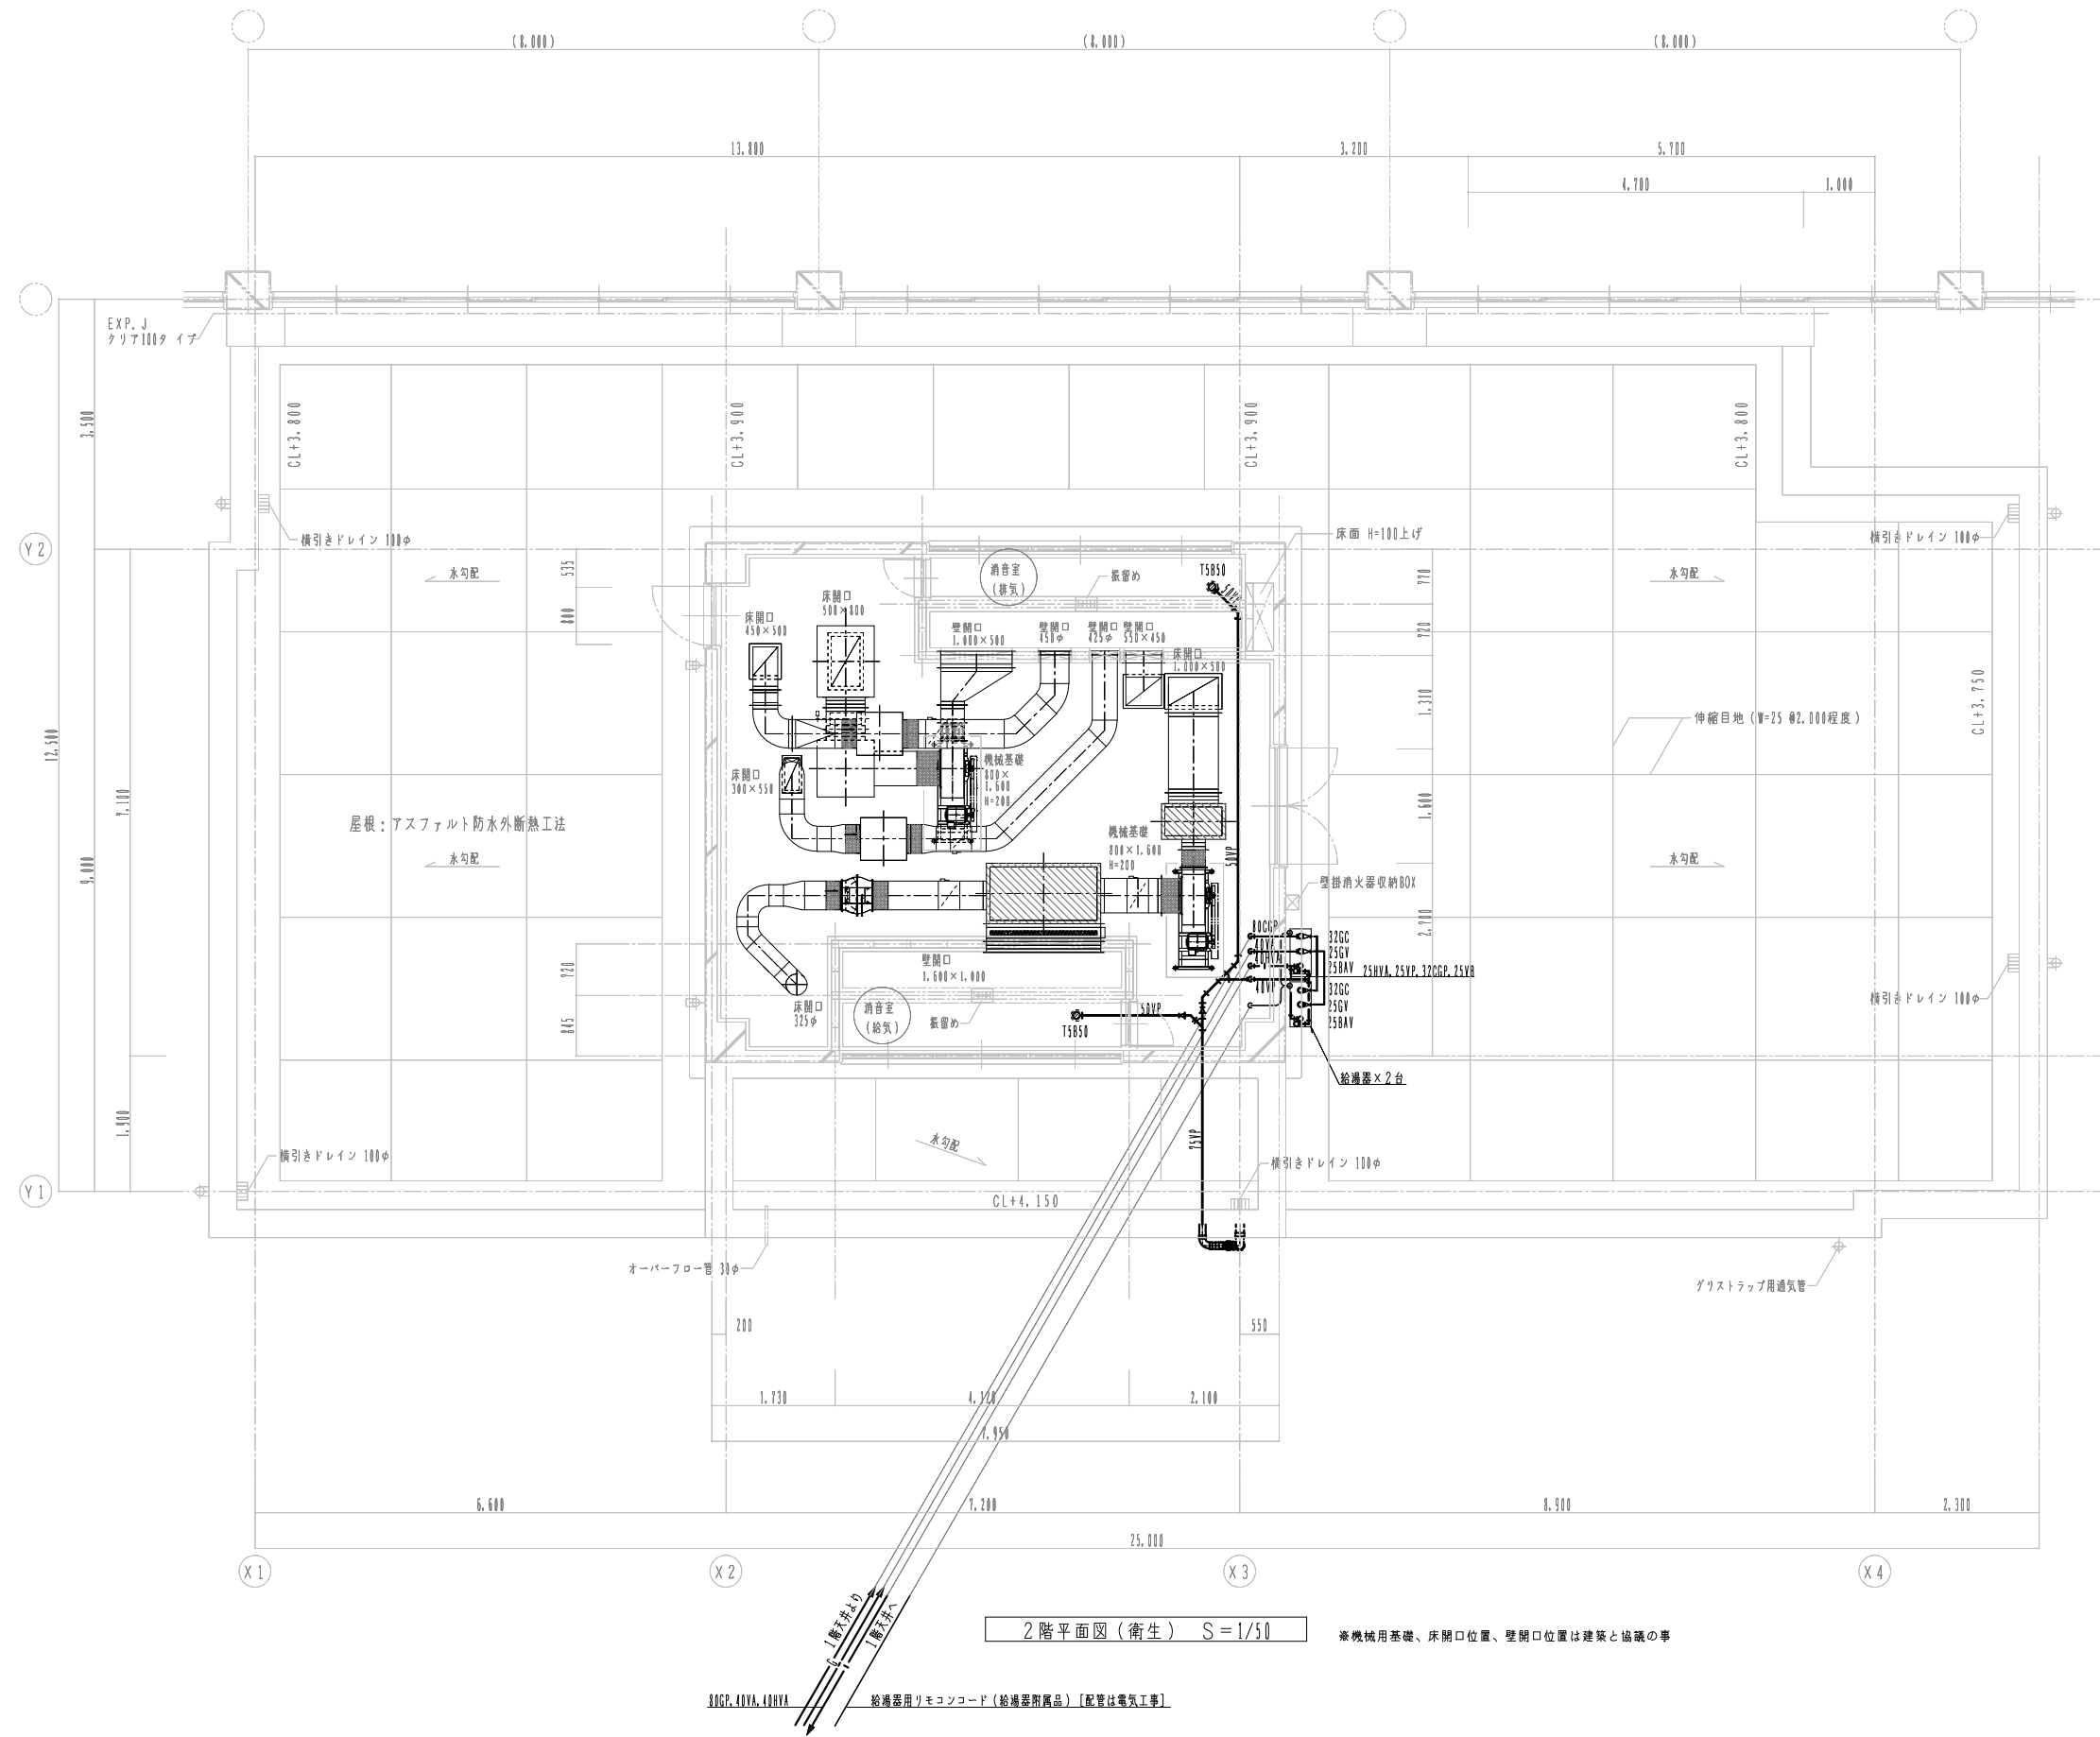 (8,000)
(8,000)
(8,000)
13,800
3,200
5,700
4,700
1,000
EXP.J
クリア100タイプ
3,500
CL+3,800
CL+3,900
CL+3,900
CL+3,800
横引きドレイン 100φ
床面 H=100上げ
横引きドレイン 100φ
Y2
535
水勾配
消音室
(排気)
振留め
T5B50
50VP
770
水勾配
800
床開口
450×500
床開口
500×800
壁開口
1,000×500
壁開口
450φ
壁開口
425φ
壁開口
550×450
床開口
1,000×500
720
CL+3,750
1,310
伸縮目地(W=25 @2,000程度)
12,500
7,100
9,000
床開口
300×550
機械基礎
800×
1,600
H=200
屋根:アスファルト防水外断熱工法
水勾配
機械基礎
800×1,600
H=200
50VP
1,600
水勾配
壁掛消火器収納BOX
2,700
80CGP
40VA
40HVA
40VP
32GC
25GV
25BAV
25HVA,25VP,32CGP,25VB
32GC
25GV
25BAV
720
壁開口
1,600×1,000
床開口
325φ
消音室
(給気)
振留め
50VP
T5B50
845
横引きドレイン 100φ
給湯器×2台
1,900
水勾配
75VP
横引きドレイン 100φ
横引きドレイン 100φ
Y1
CL+4,150
オーバーフロー管 30φ
グリストラップ用通気管
200
550
1,730
4,120
2,100
7,950
6,600
7,200
8,900
2,300
25,000
X1
X2
X3
X4
1階天井より
1階天井へ
G
2階平面図(衛生) S=1/50
※機械用基礎、床開口位置、壁開口位置は建築と協議の事
80GP,40VA,40HVA
給湯器用リモコンコード(給湯器附属品)[配管は電気工事]